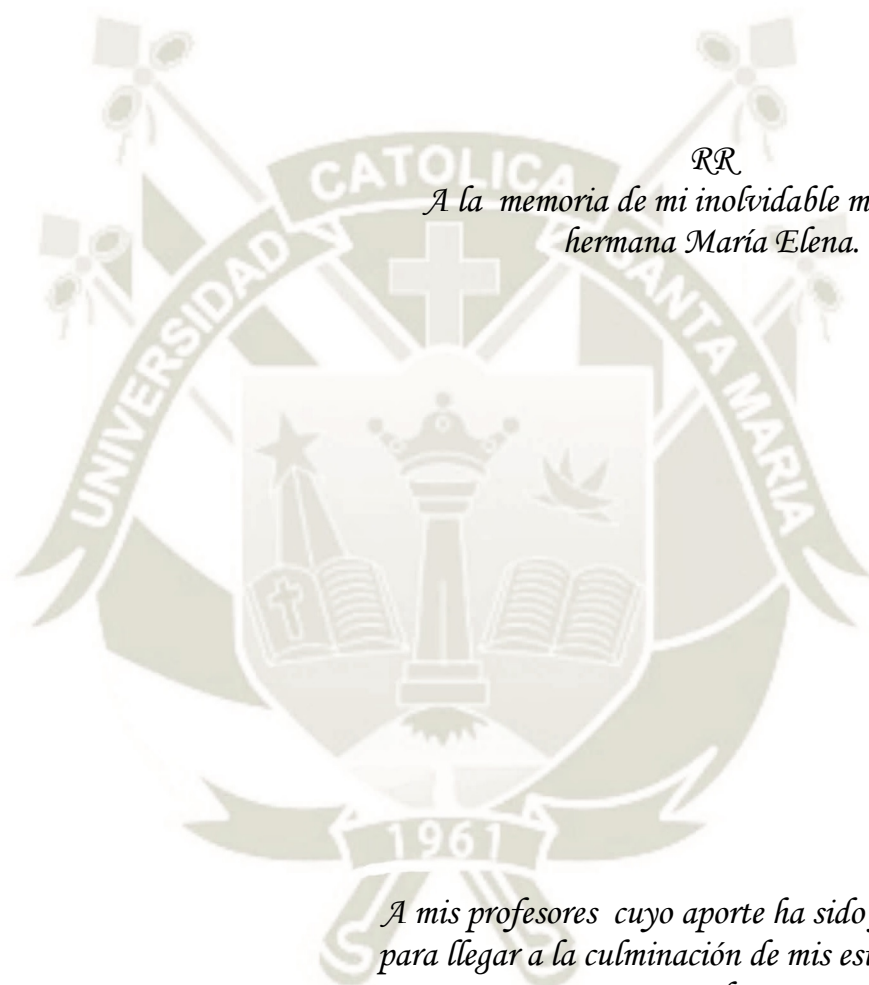 RR
A la memoria de mi inolvidable
hermana María Elena.
UNIVERSIDAD CATOLICA SANTA MARIA
1961
A mis profesores cuyo aporte ha sido
para llegar a la culminación de mis